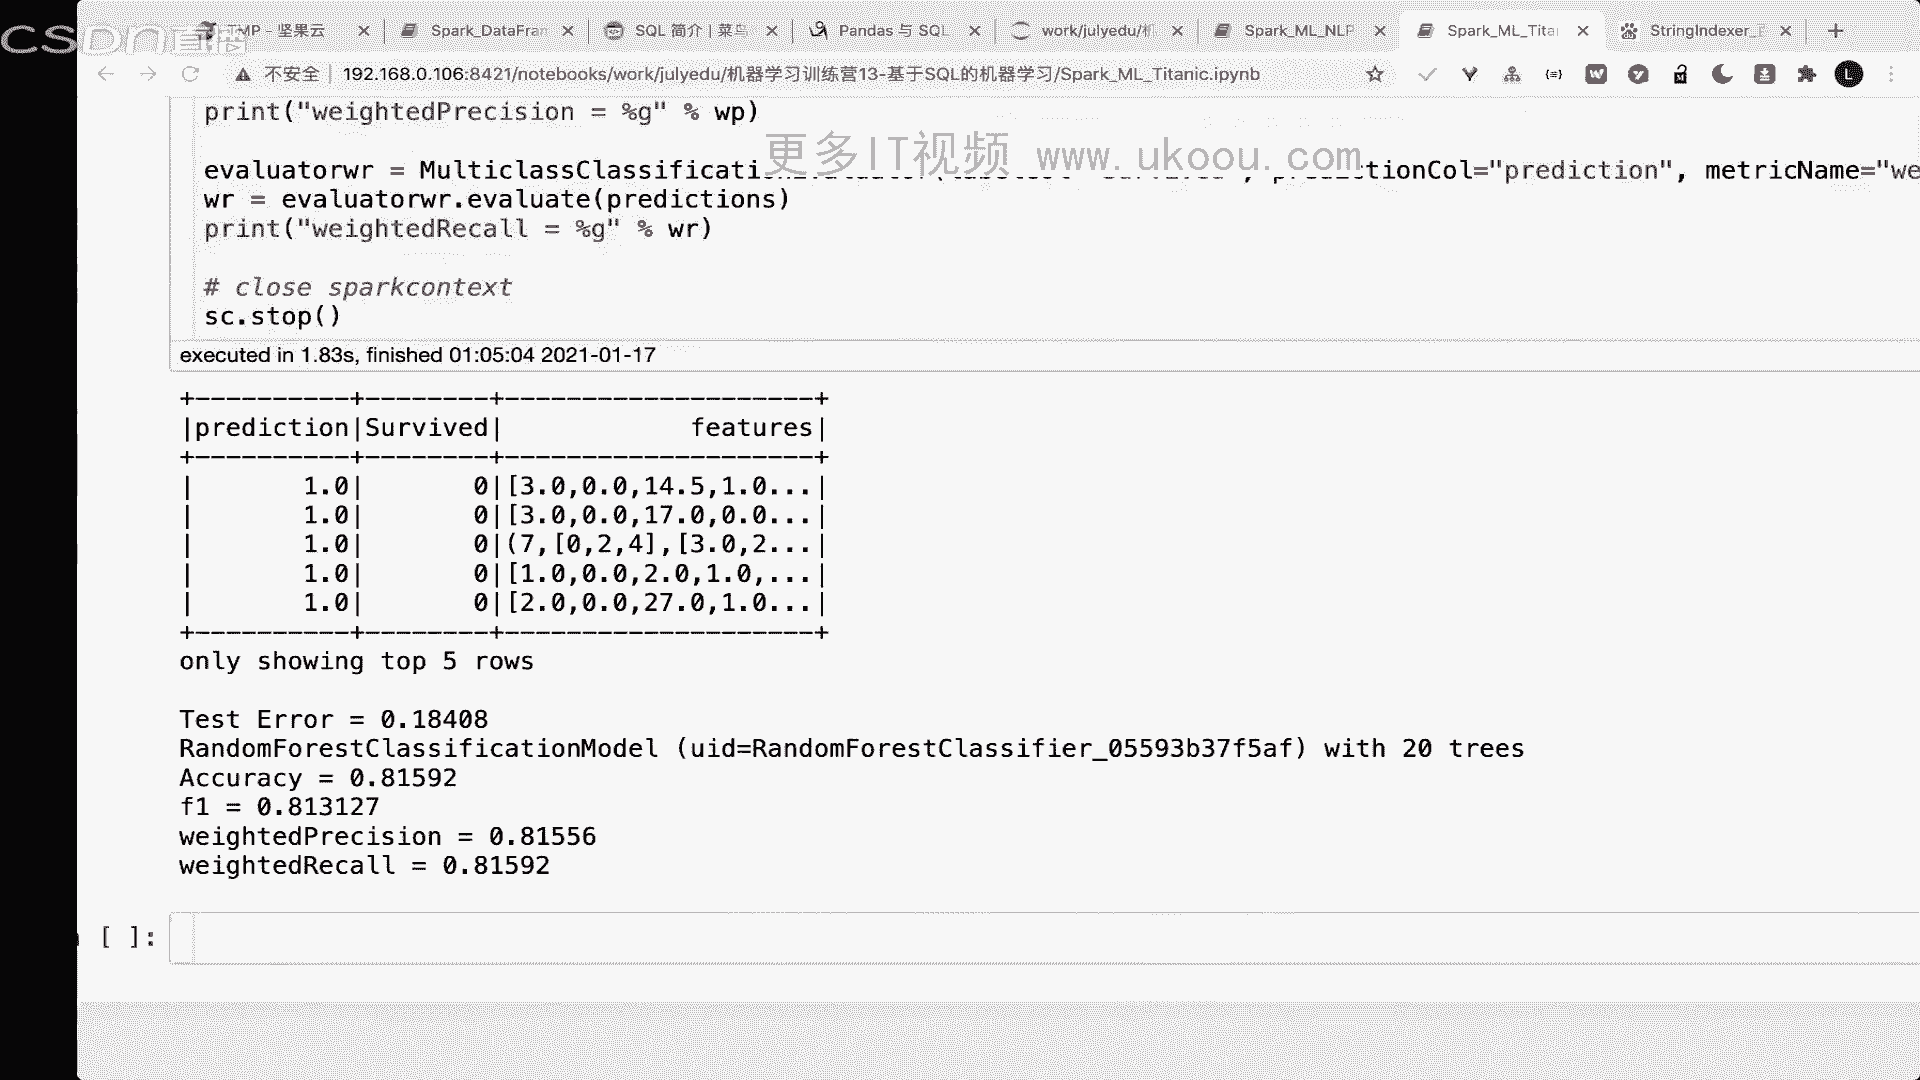 CSDN直播
TMP - 坚果云
Spark_DataFran
SQL 简介 | 菜鸟
Pandas 与 SQL
work/julyedu/机
Spark_ML_NLP
Spark_ML_Tita
StringIndexer_
不安全 | 192.168.0.106:8421/notebooks/work/julyedu/机器学习训练营13-基于SQL的机器学习/Spark_ML_Titanic.ipynb
print("weightedPrecision = %g" % wp)
更多IT视频 www.ukoou.com
evaluatorwr = MulticlassClassificati ctionCol="prediction", metricName="we
wr = evaluatorwr.evaluate(predictions)
print("weightedRecall = %g" % wr)
# close sparkcontext
sc.stop()
executed in 1.83s, finished 01:05:04 2021-01-17
+----------+--------+--------------------+
|prediction|Survived|            features|
+----------+--------+--------------------+
|       1.0|       0|[3.0,0.0,14.5,1.0...|
|       1.0|       0|[3.0,0.0,17.0,0.0...|
|       1.0|       0|(7,[0,2,4],[3.0,2...|
|       1.0|       0|[1.0,0.0,2.0,1.0,...|
|       1.0|       0|[2.0,0.0,27.0,1.0...|
+----------+--------+--------------------+
only showing top 5 rows
Test Error = 0.18408
RandomForestClassificationModel (uid=RandomForestClassifier_05593b37f5af) with 20 trees
Accuracy = 0.81592
f1 = 0.813127
weightedPrecision = 0.81556
weightedRecall = 0.81592
[ ]: